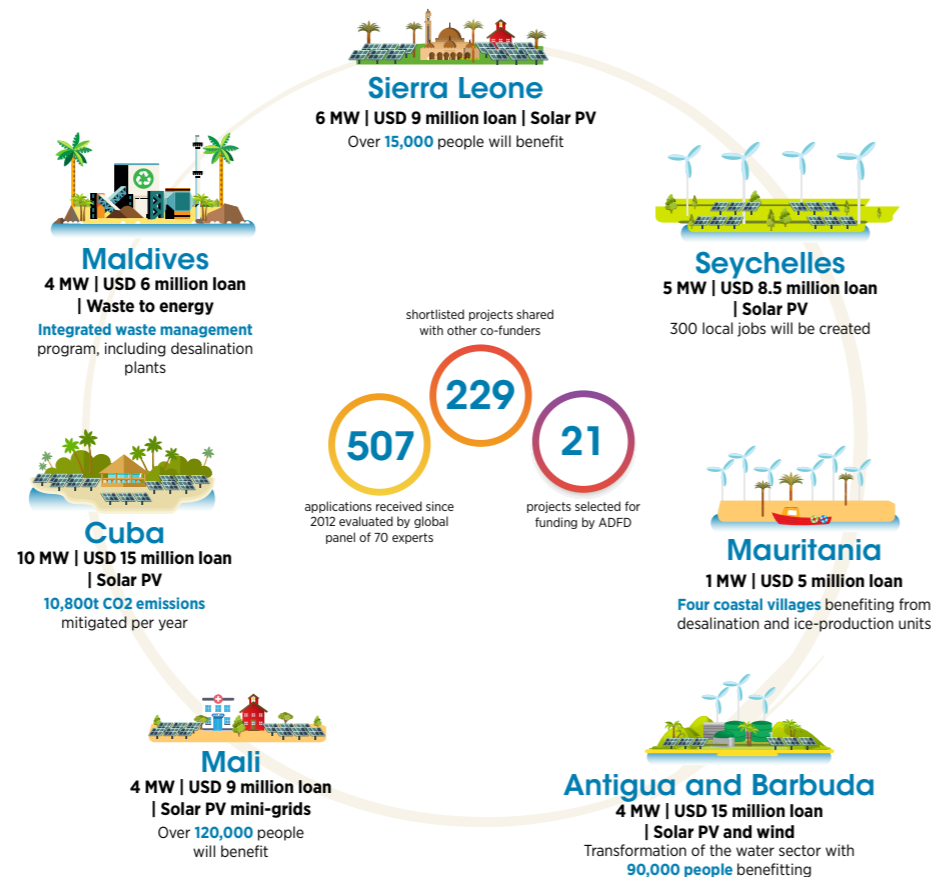 Sierra Leone
6 MW | USD 9 million loan | Solar PV
Over 15,000 people will benefit
Maldives
4 MW | USD 6 million loan
| Waste to energy
Integrated waste management
program, including desalination
plants
Seychelles
5 MW | USD 8.5 million loan
| Solar PV
300 local jobs will be created
shortlisted projects shared
with other co-funders
229
507
applications received since
2012 evaluated by global
panel of 70 experts
21
projects selected for
funding by ADFD
Cuba
10 MW | USD 15 million loan
| Solar PV
10,800t CO2 emissions
mitigated per year
Mauritania
1 MW | USD 5 million loan
Four coastal villages benefiting from
desalination and ice-production units
Mali
4 MW | USD 9 million loan
| Solar PV mini-grids
Over 120,000 people
will benefit
Antigua and Barbuda
4 MW | USD 15 million loan
| Solar PV and wind
Transformation of the water sector with
90,000 people benefitting